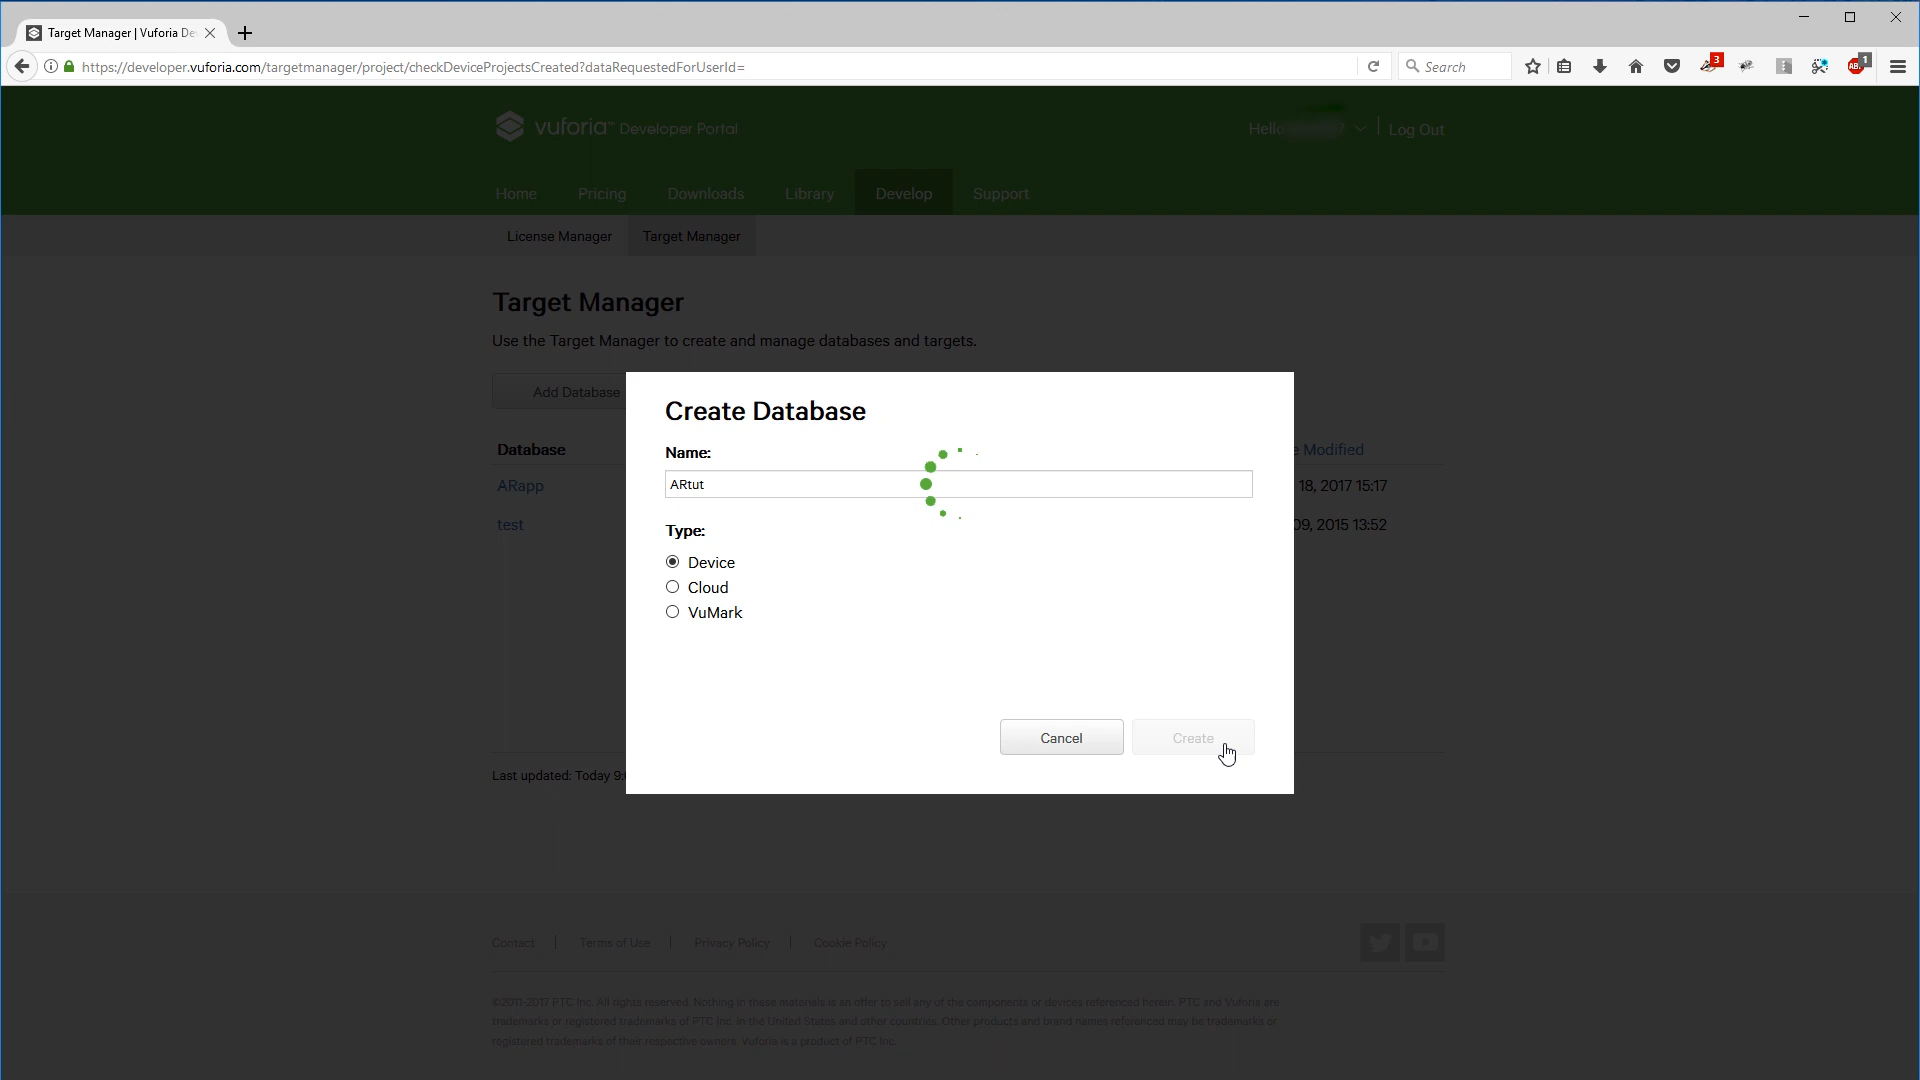 Target Manager | Vuforia De
https://developer.vuforia.com/targetmanager/project/checkDeviceProjectsCreated?dataRequestedForUserId=
Search
3
ABP
1
vuforia™ Developer Portal
Hello
Log Out
Home
Pricing
Downloads
Library
Develop
Support
License Manager
Target Manager
Target Manager
Use the Target Manager to create and manage databases and targets.
Add Database
Create Database
Database
Name:
e Modified
ARapp
ARtut
18, 2017 15:17
test
Type:
09, 2015 13:52
Device
Cloud
VuMark
Cancel
Create
Last updated: Today 9:
Contact | Terms of Use | Privacy Policy | Cookie Policy
©2011-2017 PTC Inc. All rights reserved. Nothing in these materials is an offer to sell any of the components or devices referenced herein. PTC and Vuforia are
trademarks or registered trademarks of PTC Inc. in the United States and other countries. Other products and brand names referenced may be trademarks or
registered trademarks of their respective owners. Vuforia is a product of PTC Inc.